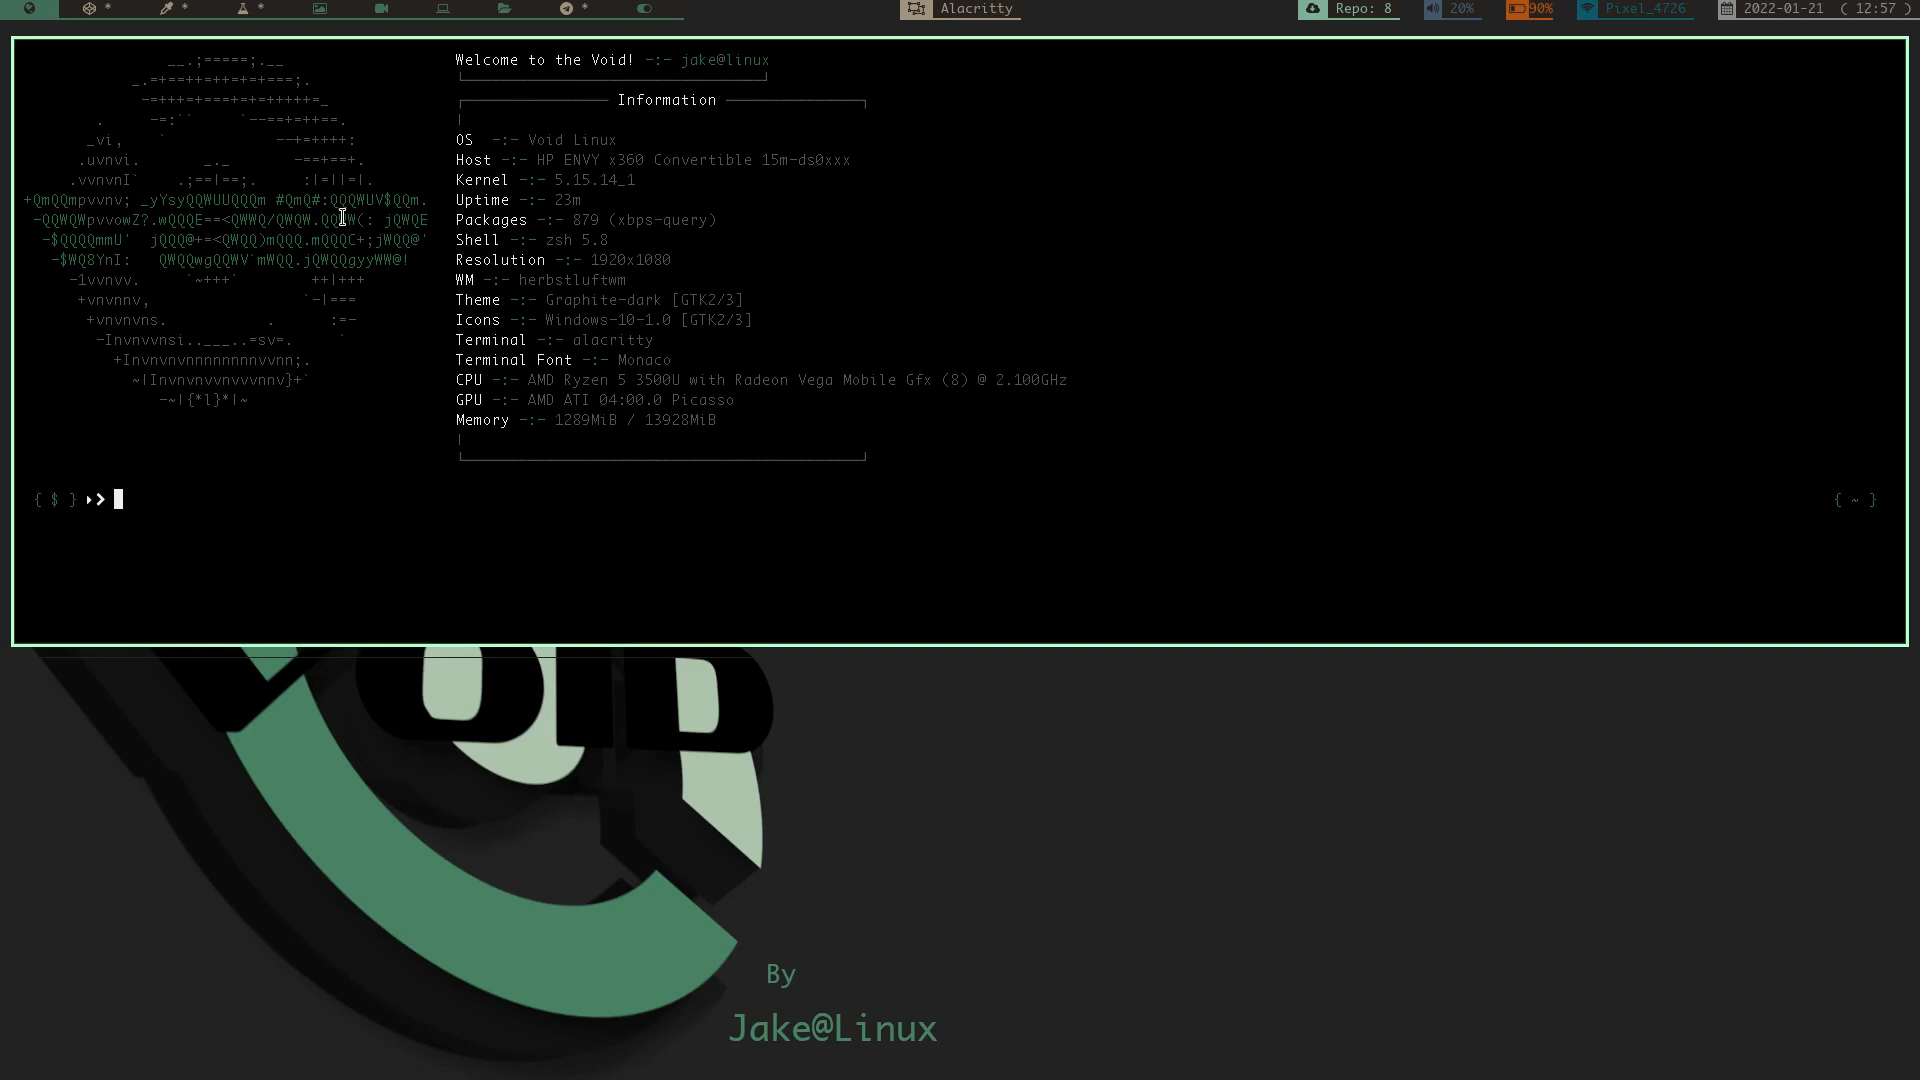 * * * * Alacritty Repo: 8 20% 90% Pixel_4726 2022-01-21 ( 12:57 )
Welcome to the Void! -:- jake@linux
Information
OS -:- Void Linux
Host -:- HP ENVY x360 Convertible 15m-ds0xxx
Kernel -:- 5.15.14_1
Uptime -:- 23m
Packages -:- 879 (xbps-query)
Shell -:- zsh 5.8
Resolution -:- 1920x1080
WM -:- herbstluftwm
Theme -:- Graphite-dark [GTK2/3]
Icons -:- Windows-10-1.0 [GTK2/3]
Terminal -:- alacritty
Terminal Font -:- Monaco
CPU -:- AMD Ryzen 5 3500U with Radeon Vega Mobile Gfx (8) @ 2.100GHz
GPU -:- AMD ATI 04:00.0 Picasso
Memory -:- 1289MiB / 13928MiB
{ $ } { ~ }
By
Jake@Linux